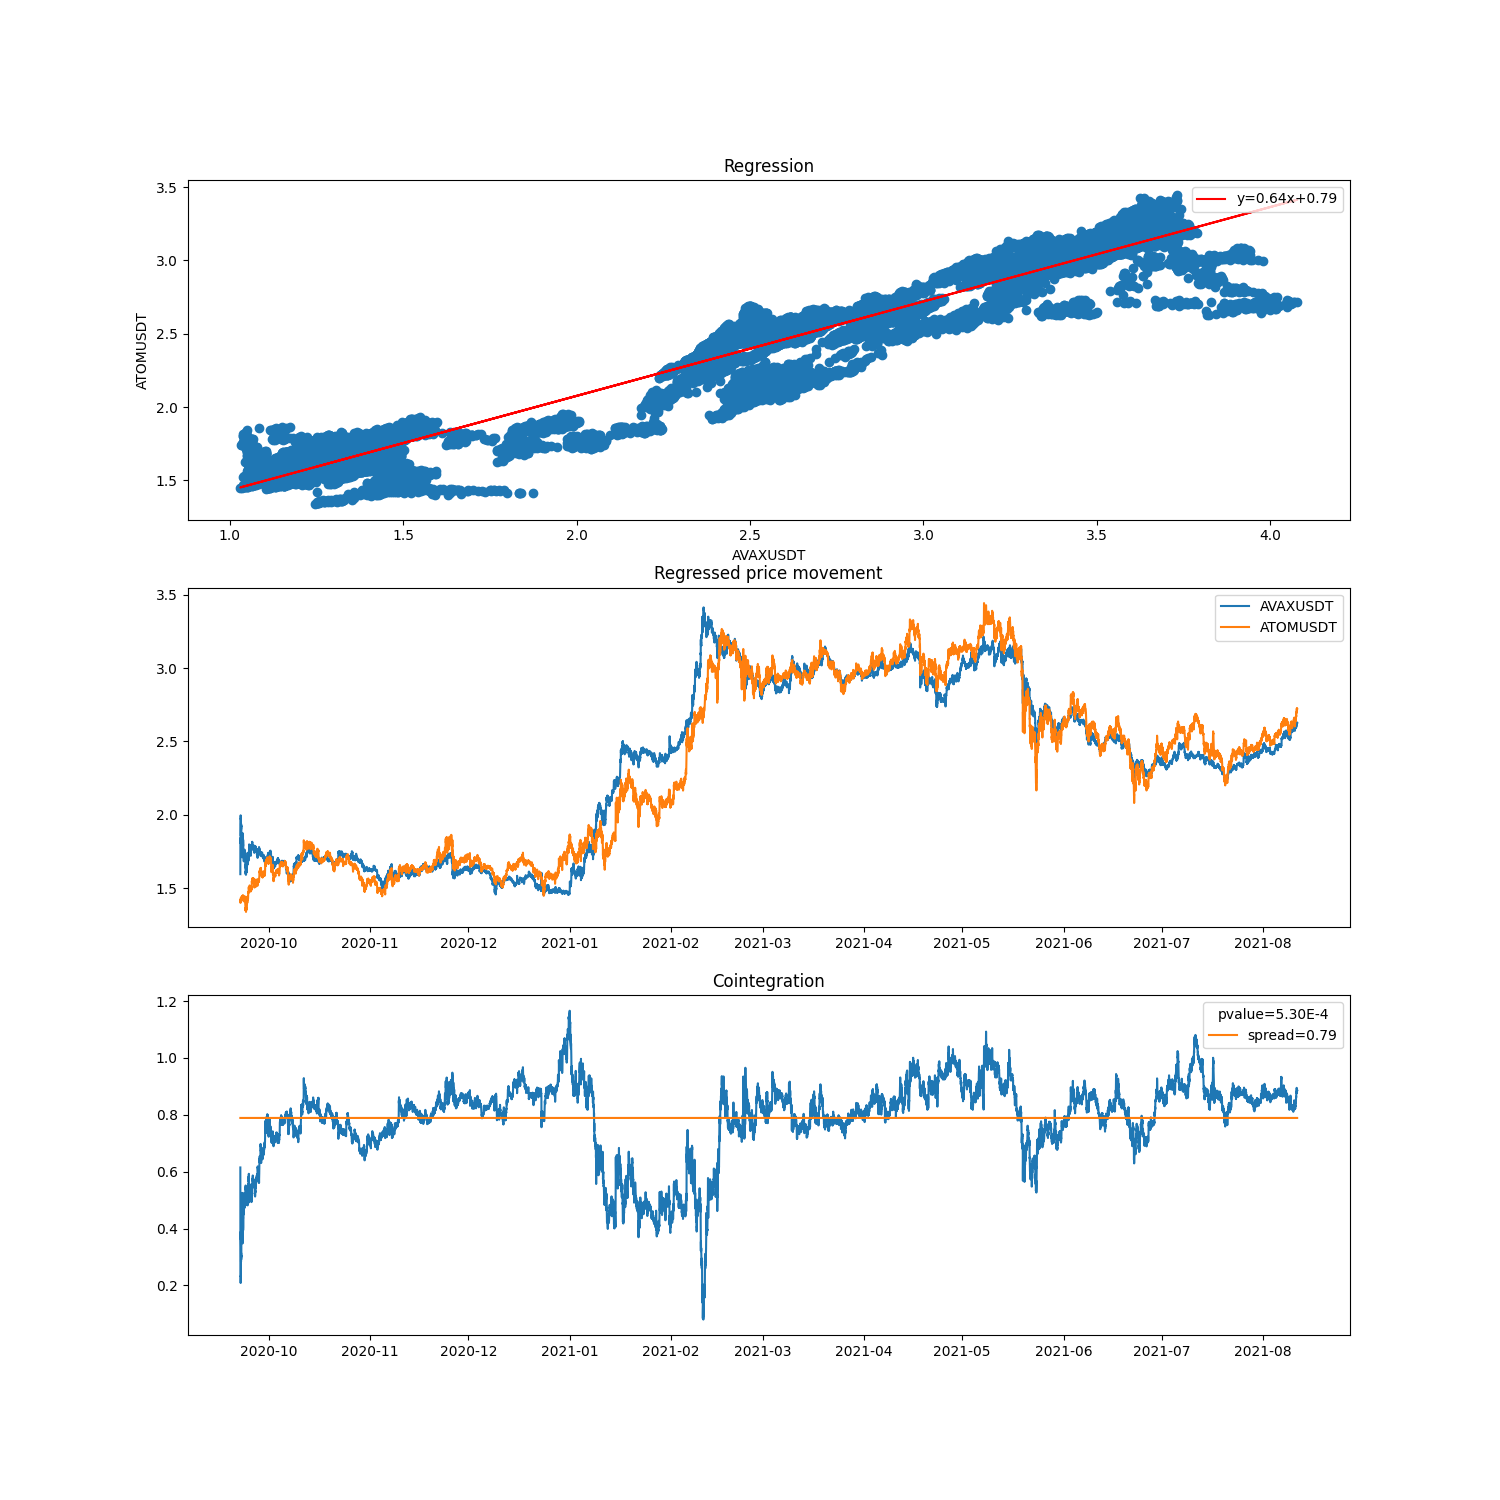 Regression
3.5
3.0
2.5
2.0
1.5
ATOMUSDT
y=0.64x+0.79
1.0 1.5 2.0 2.5 3.0 3.5 4.0
AVAXUSDT
Regressed price movement
3.5
3.0
2.5
2.0
1.5
AVAXUSDT
ATOMUSDT
2020-10 2020-11 2020-12 2021-01 2021-02 2021-03 2021-04 2021-05 2021-06 2021-07 2021-08
Cointegration
1.2
1.0
0.8
0.6
0.4
0.2
pvalue=5.30E-4
spread=0.79
2020-10 2020-11 2020-12 2021-01 2021-02 2021-03 2021-04 2021-05 2021-06 2021-07 2021-08